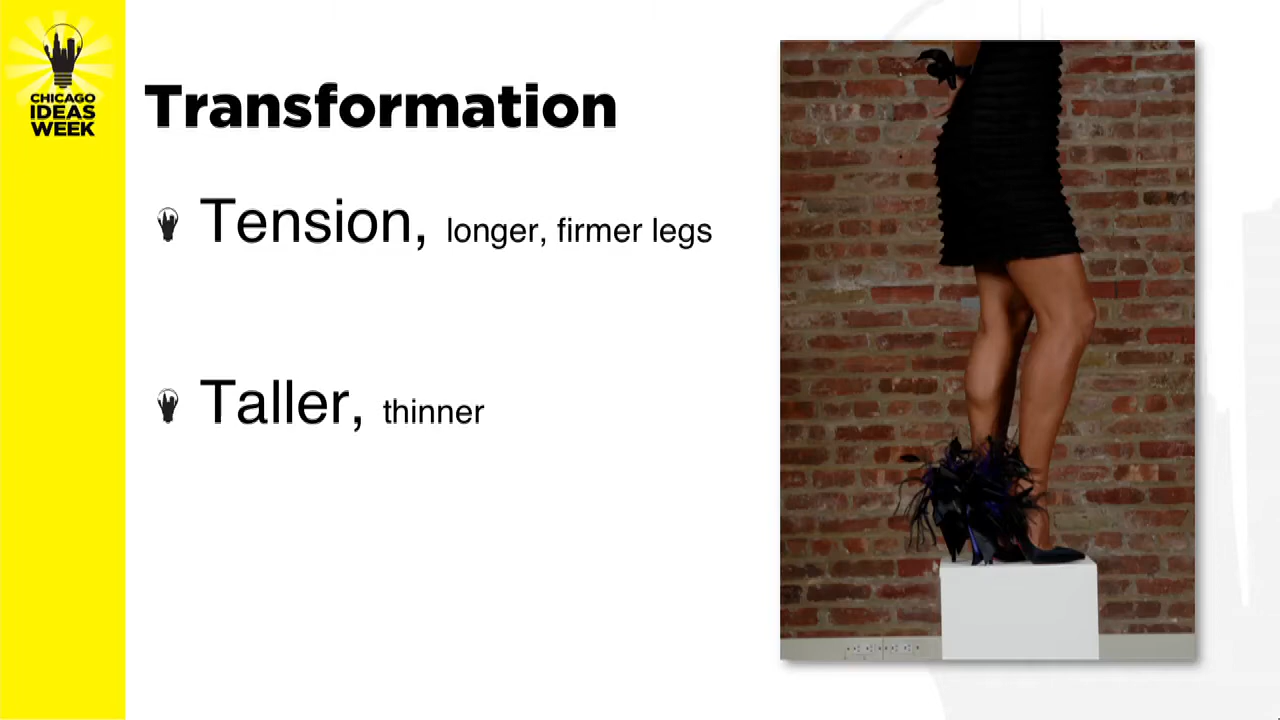 CHICAGO
IDEAS
WEEK
Transformation
Tension, longer, firmer legs
Taller, thinner